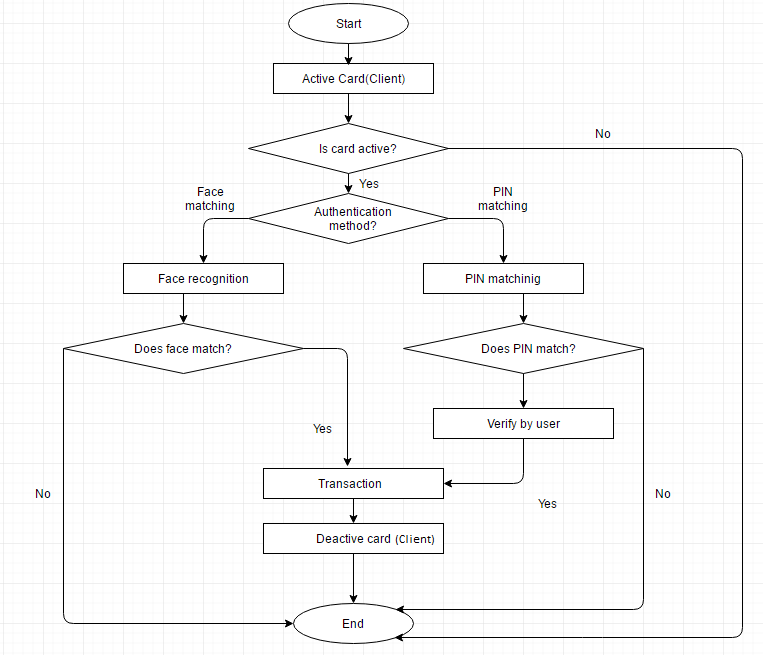 Start
Active Card(Client)
Is card active?
No
Yes
Face
matching
Authentication
method?
PIN
matching
Face recognition
PIN matchinig
Does face match?
Does PIN match?
Verify by user
Yes
Transaction
No
Yes
No
Deactive card (Client)
End